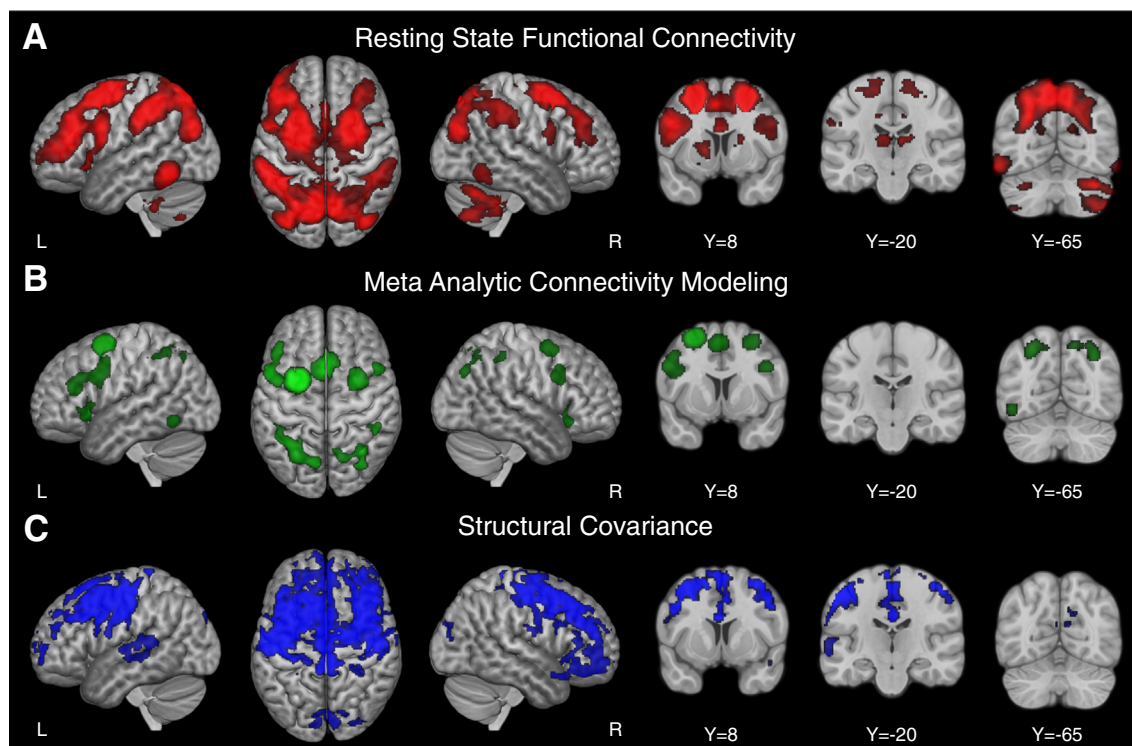 A
Resting State Functional Connectivity
L
R
Y=8
Y=-20
Y=-65
B
Meta Analytic Connectivity Modeling
L
R
Y=8
Y=-20
Y=-65
C
Structural Covariance
L
R
Y=8
Y=-20
Y=-65